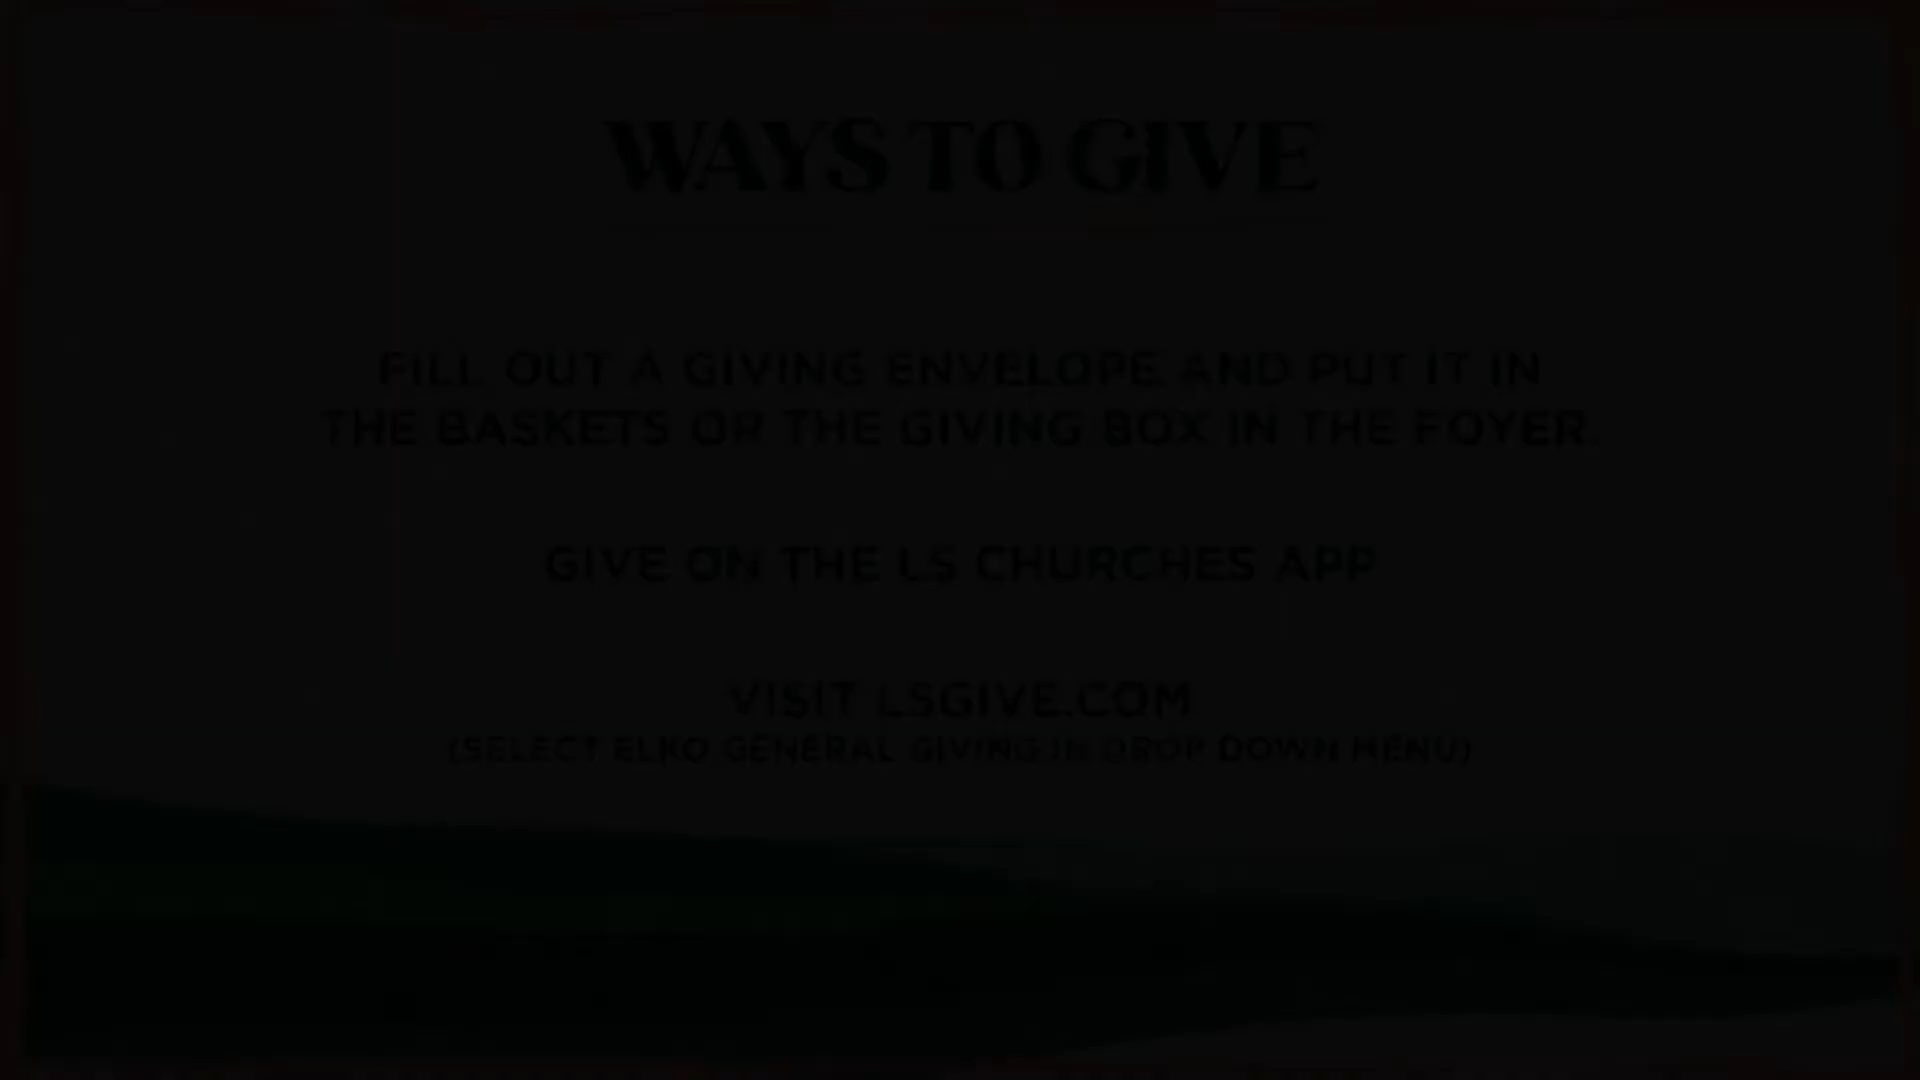 WAYS TO GIVE
FILL OUT A GIVING ENVELOPE AND PUT IT IN
THE BASKETS OR THE GIVING BOX IN THE FOYER.
GIVE ON THE LS CHURCHES APP
VISIT LSGIVE.COM
(SELECT ELKO GENERAL GIVING IN DROP DOWN MENU)